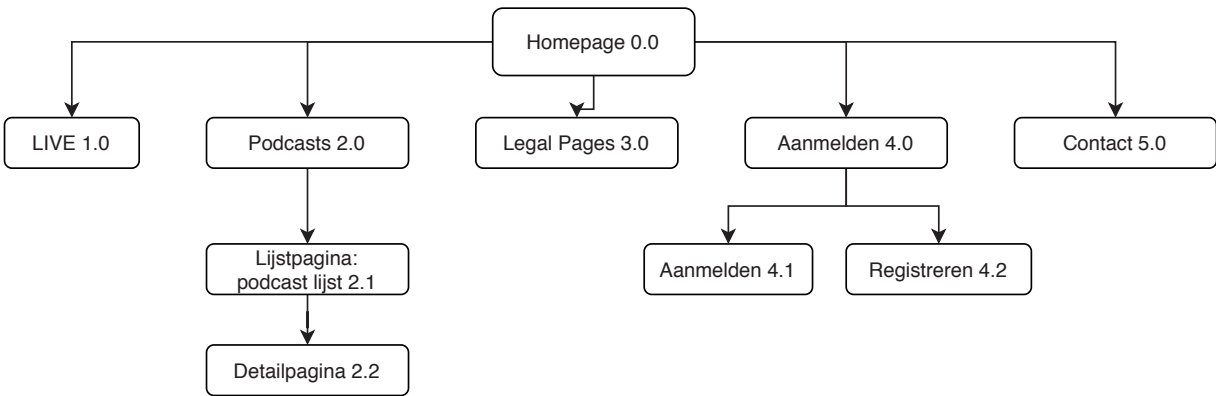 Homepage 0.0
LIVE 1.0
Podcasts 2.0
Legal Pages 3.0
Aanmelden 4.0
Contact 5.0
Lijstpagina:
podcast lijst 2.1
Aanmelden 4.1
Registreren 4.2
Detailpagina 2.2